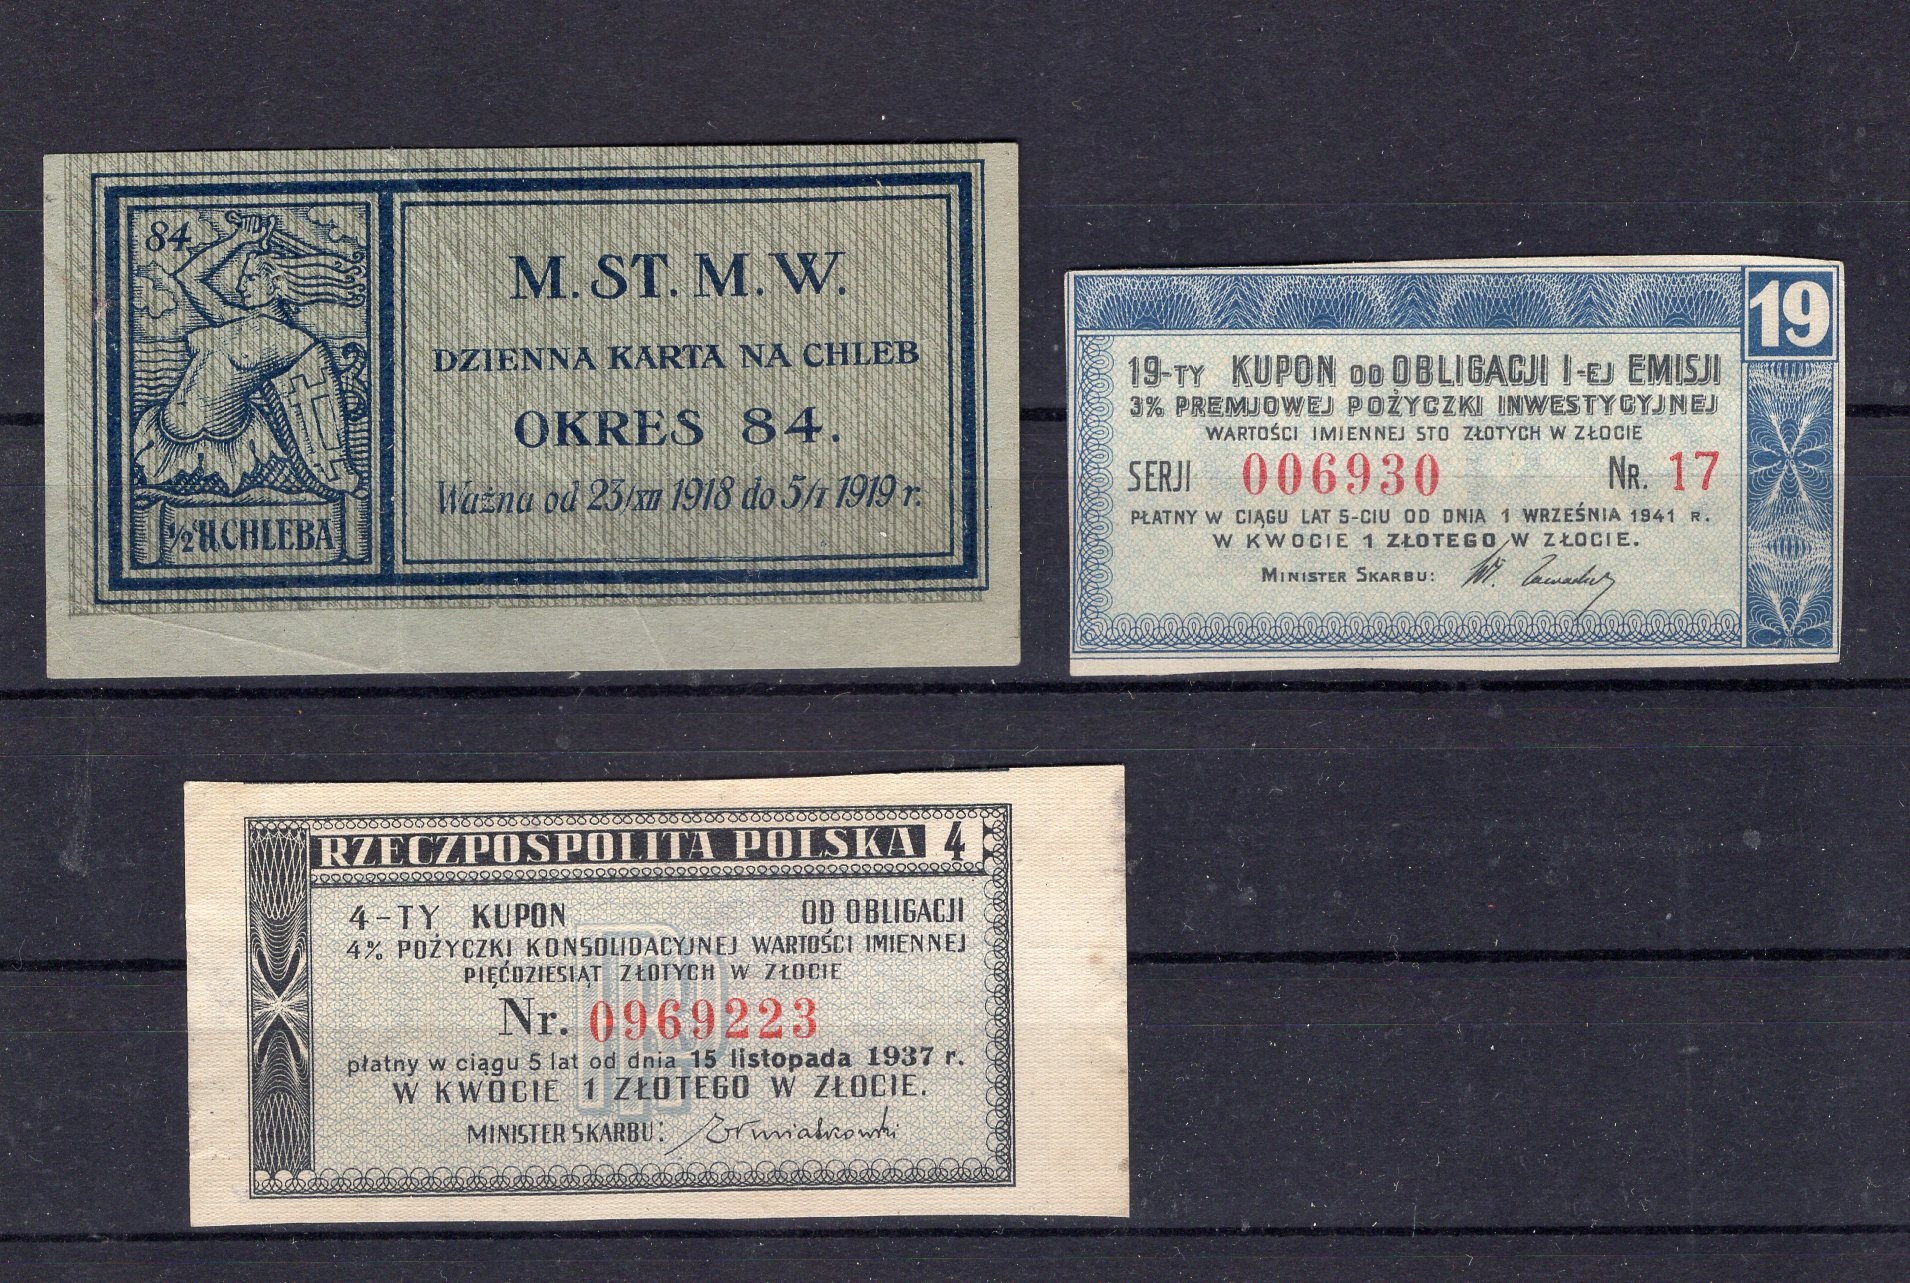 84
½ U. CHLEBA
M. ST. M. W.
DZIENNA KARTA NA CHLEB
OKRES 84.
Ważna od 23/XII 1918 do 5/I 1919 r.
19
19-TY KUPON OD OBLIGACJI I-EJ EMISJI
3% PREMJOWEJ POŻYCZKI INWESTYCYJNEJ
WARTOŚCI IMIENNEJ STO ZŁOTYCH W ZŁOCIE
SERJI 006930 NR. 17
PŁATNY W CIĄGU LAT 5-CIU OD DNIA 1 WRZEŚNIA 1941 R.
W KWOCIE 1 ZŁOTEGO W ZŁOCIE.
MINISTER SKARBU:
RZECZPOSPOLITA POLSKA 4
4-TY KUPON OD OBLIGACJI
4% POŻYCZKI KONSOLIDACYJNEJ WARTOŚCI IMIENNEJ
PIĘĆDZIESIĄT ZŁOTYCH W ZŁOCIE
Nr. 0969223
płatny w ciągu 5 lat od dnia 15 listopada 1937 r.
W KWOCIE 1 ZŁOTEGO W ZŁOCIE.
MINISTER SKARBU: